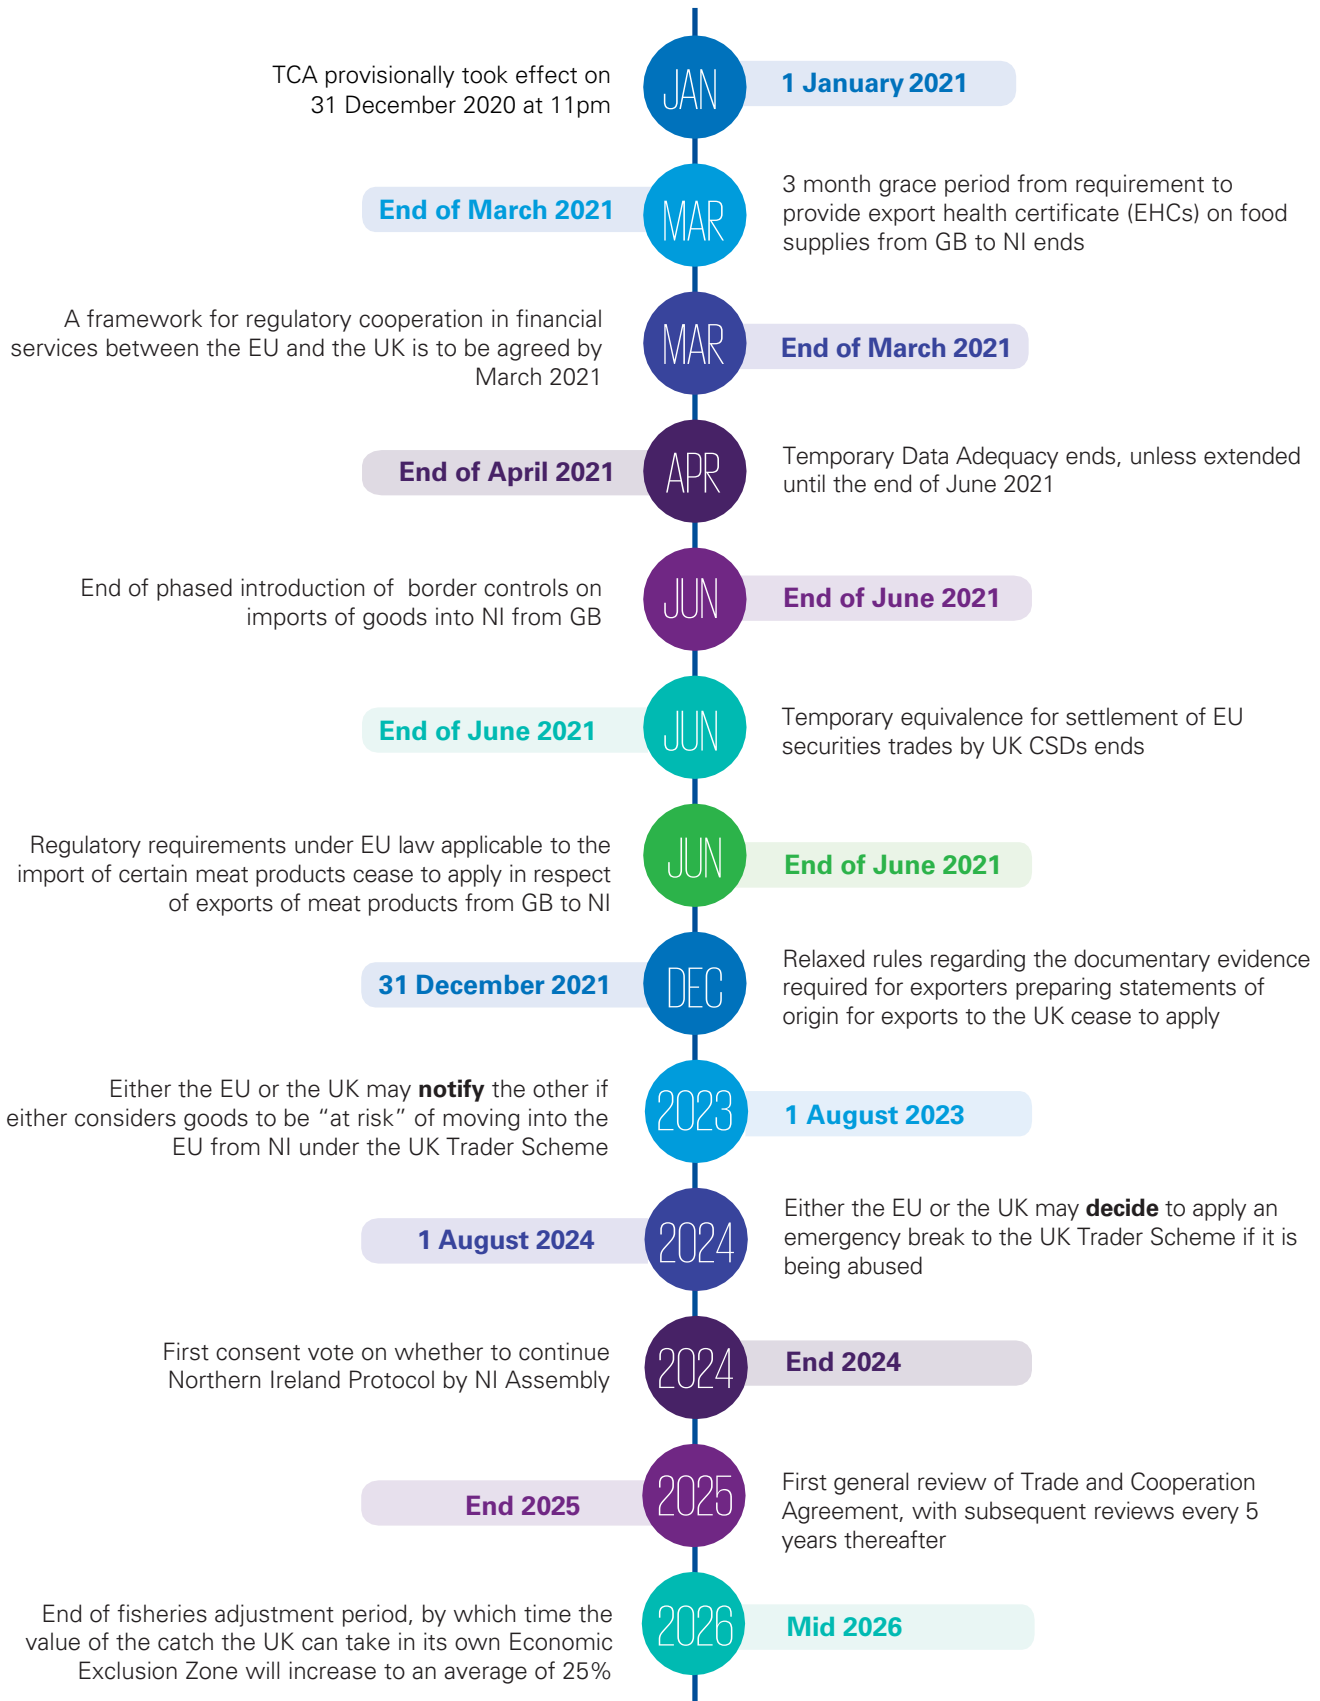 TCA provisionally took effect on
31 December 2020 at 11pm
JAN
1 January 2021
End of March 2021
MAR
3 month grace period from requirement to
provide export health certificate (EHCs) on food
supplies from GB to NI ends
A framework for regulatory cooperation in financial
services between the EU and the UK is to be agreed by
March 2021
MAR
End of March 2021
End of April 2021
APR
Temporary Data Adequacy ends, unless extended
until the end of June 2021
End of phased introduction of border controls on
imports of goods into NI from GB
JUN
End of June 2021
End of June 2021
JUN
Temporary equivalence for settlement of EU
securities trades by UK CSDs ends
Regulatory requirements under EU law applicable to the
import of certain meat products cease to apply in respect
of exports of meat products from GB to NI
JUN
End of June 2021
31 December 2021
DEC
Relaxed rules regarding the documentary evidence
required for exporters preparing statements of
origin for exports to the UK cease to apply
Either the EU or the UK may notify the other if
either considers goods to be “at risk” of moving into the
EU from NI under the UK Trader Scheme
2023
1 August 2023
1 August 2024
2024
Either the EU or the UK may decide to apply an
emergency break to the UK Trader Scheme if it is
being abused
First consent vote on whether to continue
Northern Ireland Protocol by NI Assembly
2024
End 2024
End 2025
2025
First general review of Trade and Cooperation
Agreement, with subsequent reviews every 5
years thereafter
End of fisheries adjustment period, by which time the
value of the catch the UK can take in its own Economic
Exclusion Zone will increase to an average of 25%
2026
Mid 2026